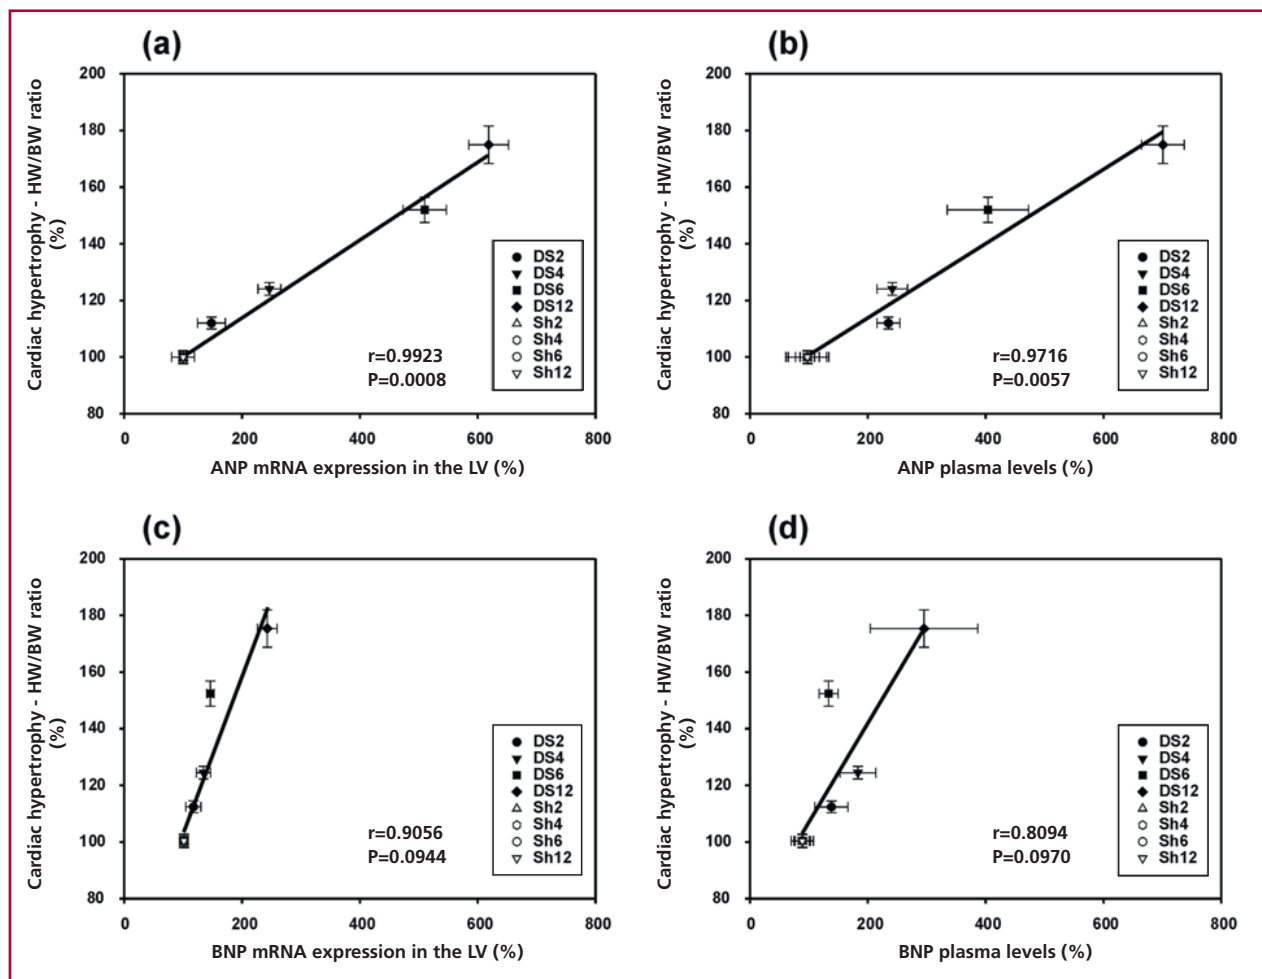 (a)
Cardiac hypertrophy - HW/BW ratio
(%)
200
180
160
140
120
100
80
0
200
400
600
800
ANP mRNA expression in the LV (%)
r=0.9923
P=0.0008
DS2
DS4
DS6
DS12
Sh2
Sh4
Sh6
Sh12
(b)
Cardiac hypertrophy - HW/BW ratio
(%)
200
180
160
140
120
100
80
0
200
400
600
800
ANP plasma levels (%)
r=0.9716
P=0.0057
DS2
DS4
DS6
DS12
Sh2
Sh4
Sh6
Sh12
(c)
Cardiac hypertrophy - HW/BW ratio
(%)
200
180
160
140
120
100
80
0
200
400
600
800
BNP mRNA expression in the LV (%)
r=0.9056
P=0.0944
DS2
DS4
DS6
DS12
Sh2
Sh4
Sh6
Sh12
(d)
Cardiac hypertrophy - HW/BW ratio
(%)
200
180
160
140
120
100
80
0
200
400
600
800
BNP plasma levels (%)
r=0.8094
P=0.0970
DS2
DS4
DS6
DS12
Sh2
Sh4
Sh6
Sh12